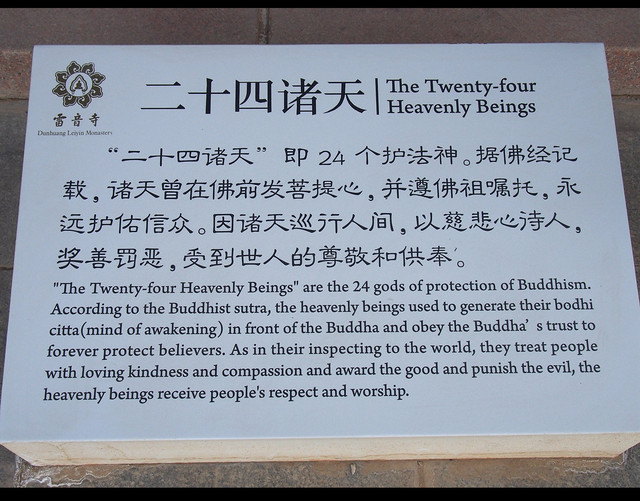 雷音寺
Dunhuang Leiyin Monastery
二十四诸天
The Twenty-four
Heavenly Beings
“二十四诸天” 即 24 个护法神。据佛经记
载，诸天曾在佛前发菩提心，并遵佛祖嘱托，永
远护佑信众。因诸天巡行人间，以慈悲心待人，
奖善罚恶，受到世人的尊敬和供奉。
"The Twenty-four Heavenly Beings" are the 24 gods of protection of Buddhism.
According to the Buddhist sutra, the heavenly beings used to generate their bodhi
citta(mind of awakening) in front of the Buddha and obey the Buddha’s trust to
forever protect believers. As in their inspecting to the world, they treat people
with loving kindness and compassion and award the good and punish the evil, the
heavenly beings receive people's respect and worship.